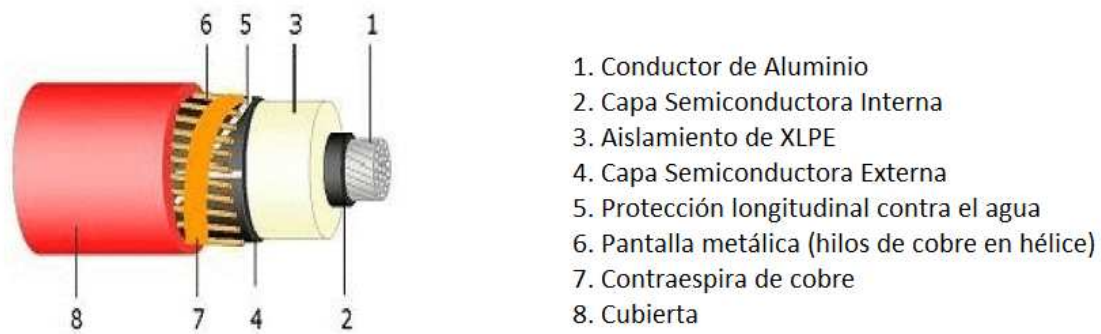 6 5 3 1
8 7 4 2
1. Conductor de Aluminio
2. Capa Semiconductora Interna
3. Aislamiento de XLPE
4. Capa Semiconductora Externa
5. Protección longitudinal contra el agua
6. Pantalla metálica (hilos de cobre en hélice)
7. Contraespira de cobre
8. Cubierta